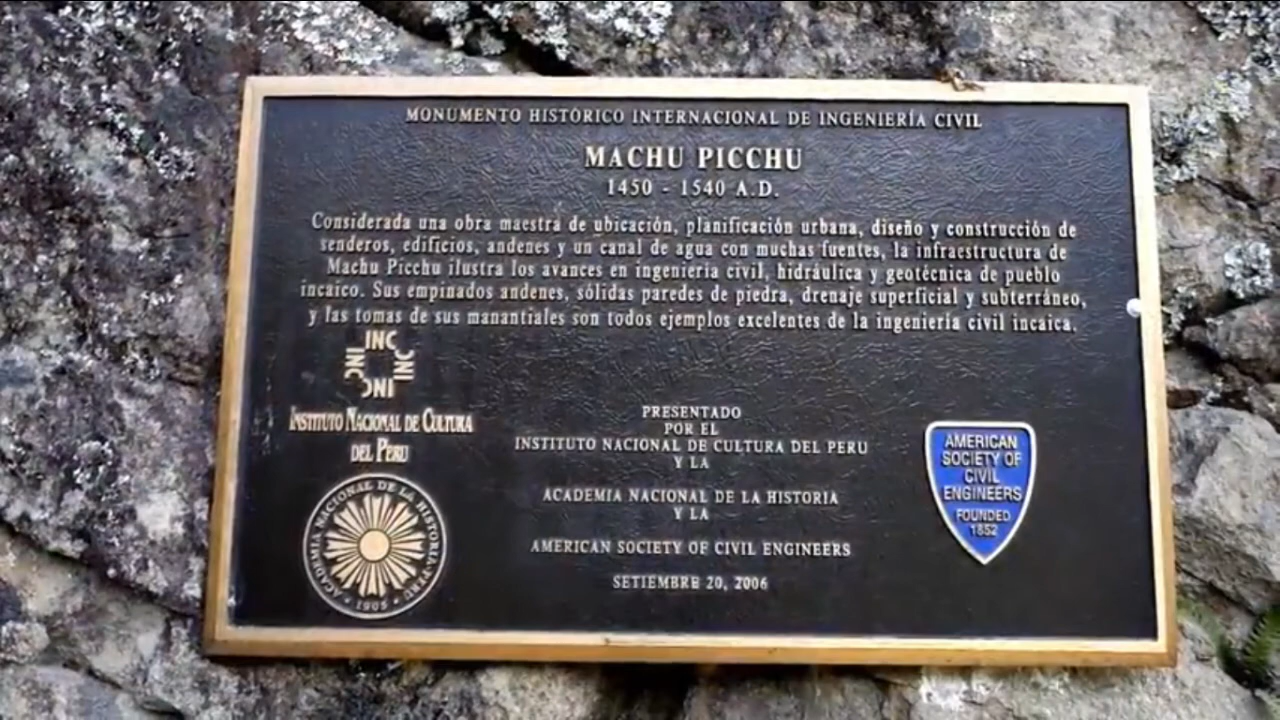 MONUMENTO HISTÓRICO INTERNACIONAL DE INGENIERÍA CIVIL
MACHU PICCHU
1450 - 1540 A.D.
Considerada una obra maestra de ubicación, planificación urbana, diseño y construcción de
senderos, edificios, andenes y un canal de agua con muchas fuentes, la infraestructura de
Machu Picchu ilustra los avances en ingeniería civil, hidráulica y geotécnica de pueblo
incaico. Sus empinados andenes, sólidas paredes de piedra, drenaje superficial y subterráneo,
y las tomas de sus manantiales son todos ejemplos excelentes de la ingeniería civil incaica.
INC
INC
INC
INC
INSTITUTO NACIONAL DE CULTURA
DEL PERU
ACADEMIA NACIONAL DE LA HISTORIA PERU
1905
PRESENTADO
POR EL
INSTITUTO NACIONAL DE CULTURA DEL PERU
Y LA
ACADEMIA NACIONAL DE LA HISTORIA
Y LA
AMERICAN SOCIETY OF CIVIL ENGINEERS
SETIEMBRE 20, 2006
AMERICAN
SOCIETY OF
CIVIL
ENGINEERS
FOUNDED
1852